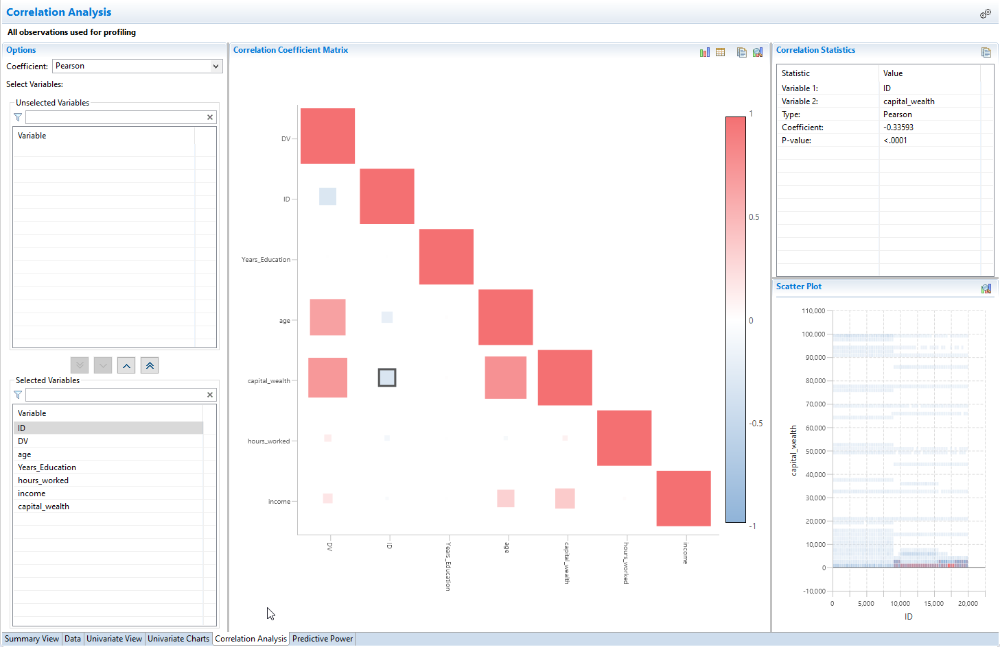 Correlation Analysis
All observations used for profiling
Options
Coefficient:
Pearson
Select Variables:
Unselected Variables
Variable
Selected Variables
Variable
ID
DV
age
Years_Education
hours_worked
income
capital_wealth
Correlation Coefficient Matrix
DV
ID
Years_Education
age
capital_wealth
hours_worked
income
DV
ID
Years_Education
age
capital_wealth
hours_worked
income
1
0.5
0
-0.5
-1
Correlation Statistics
Statistic Value
Variable 1: ID
Variable 2: capital_wealth
Type: Pearson
Coefficient: -0.33593
P-value: <.0001
Scatter Plot
110,000
100,000
90,000
80,000
70,000
60,000
50,000
40,000
30,000
20,000
10,000
0
-10,000
capital_wealth
0 5,000 10,000 15,000 20,000
ID
Summary View Data Univariate View Univariate Charts Correlation Analysis Predictive Power